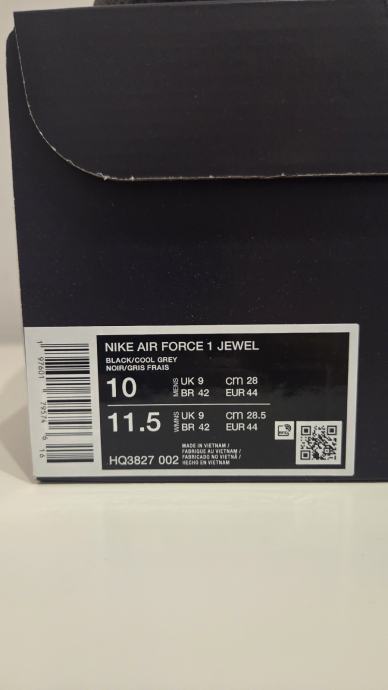 NIKE AIR FORCE 1 JEWEL
BLACK/COOL GREY
NOIR/GRIS FRAIS
10 MENS UK 9 cm 28
BR 42 EUR 44
11.5 WMNS UK 9 cm 28.5
BR 42 EUR 44
MADE IN VIETNAM /
FABRIQUÉ AU VIETNAM /
FABRICADO NO VIETNÃ /
HQ3827 002 HECHO EN VIETNAM